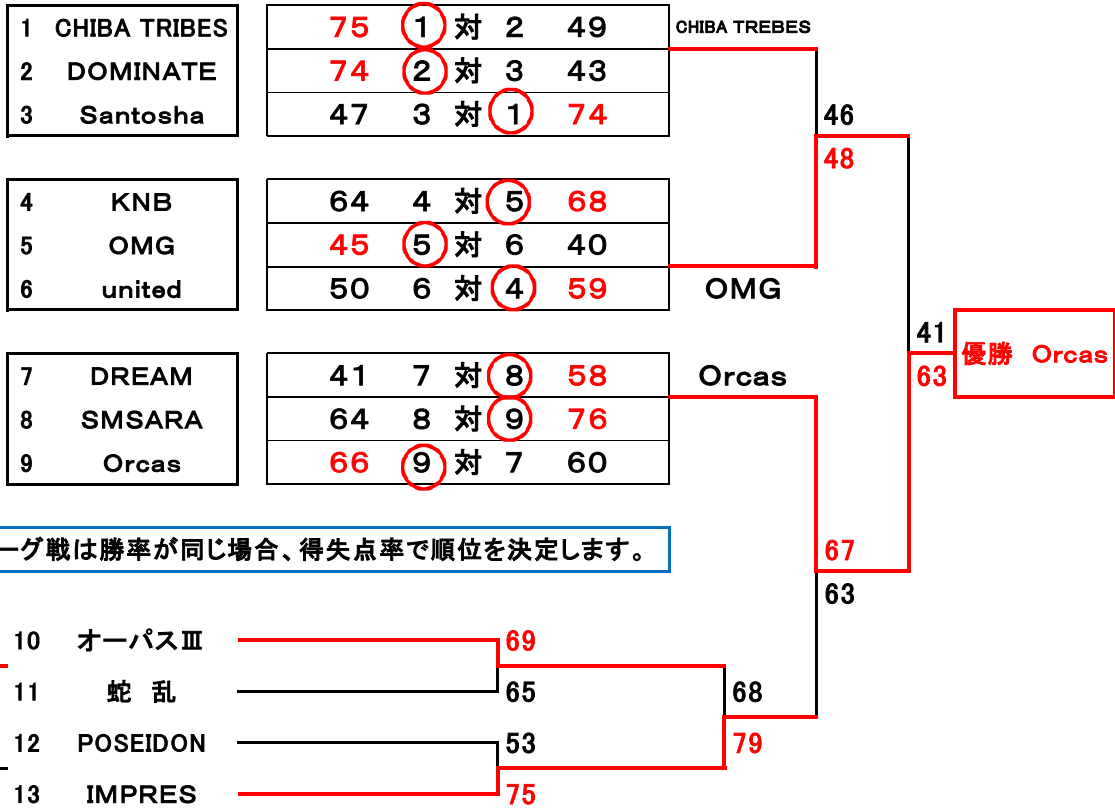 1 CHIBA TRIBES 75 1 対 2 49 CHIBA TREBES
2 DOMINATE 74 2 対 3 43
3 Santosha 47 3 対 1 74
46
48
4 KNB 64 4 対 5 68
5 OMG 45 5 対 6 40
6 united 50 6 対 4 59 OMG
41
優勝 Orcas
63
7 DREAM 41 7 対 8 58 Orcas
8 SMSARA 64 8 対 9 76
9 Orcas 66 9 対 7 60
ーグ戦は勝率が同じ場合、得失点率で順位を決定します。
67
63
10 オーパスⅢ 69
11 蛇 乱 65 68
12 POSEIDON 53 79
13 IMPRES 75